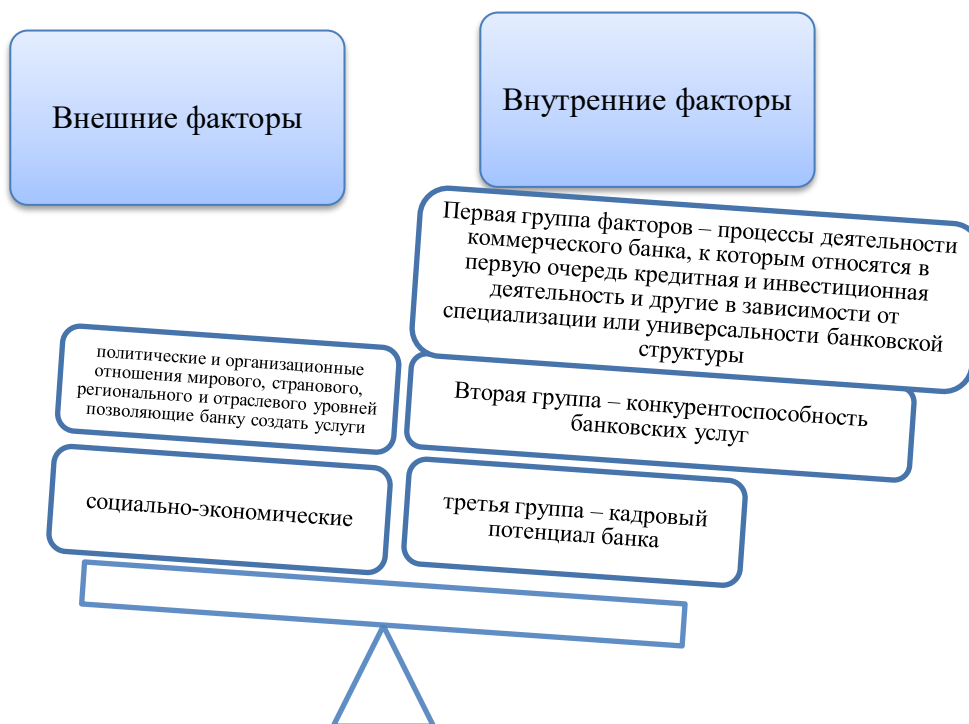 Внешние факторы
Внутренние факторы
Первая группа факторов – процессы деятельности
коммерческого банка, к которым относятся в
первую очередь кредитная и инвестиционная
деятельность и другие в зависимости от
специализации или универсальности банковской
структуры
политические и организационные
отношения мирового, странового,
регионального и отраслевого уровней
позволяющие банку создать услуги
Вторая группа – конкурентоспособность
банковских услуг
социально-экономические
третья группа – кадровый
потенциал банка